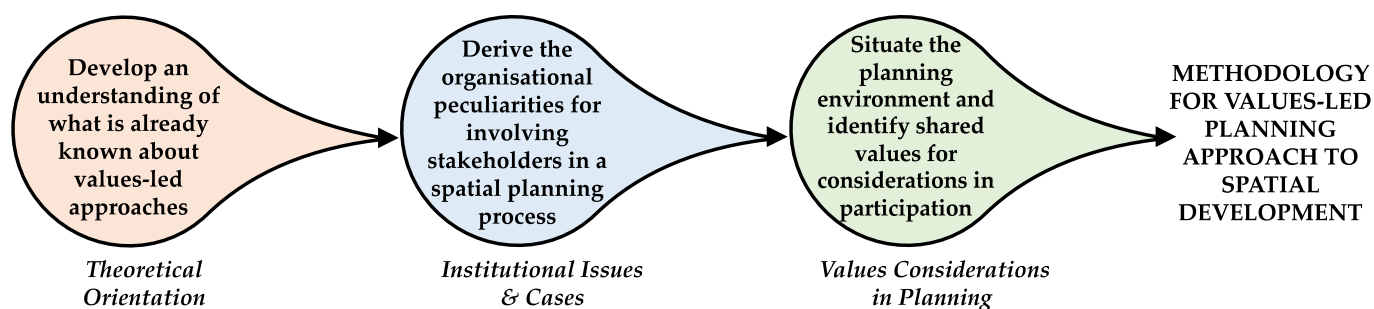 Develop an
understanding of
what is already
known about
values-led
approaches
Theoretical
Orientation
Derive the
organisational
peculiarities for
involving
stakeholders in a
spatial planning
process
Institutional Issues
& Cases
Situate the
planning
environment and
identify shared
values for
considerations in
participation
Values Considerations
in Planning
METHODOLOGY
FOR VALUES-LED
PLANNING
APPROACH TO
SPATIAL
DEVELOPMENT